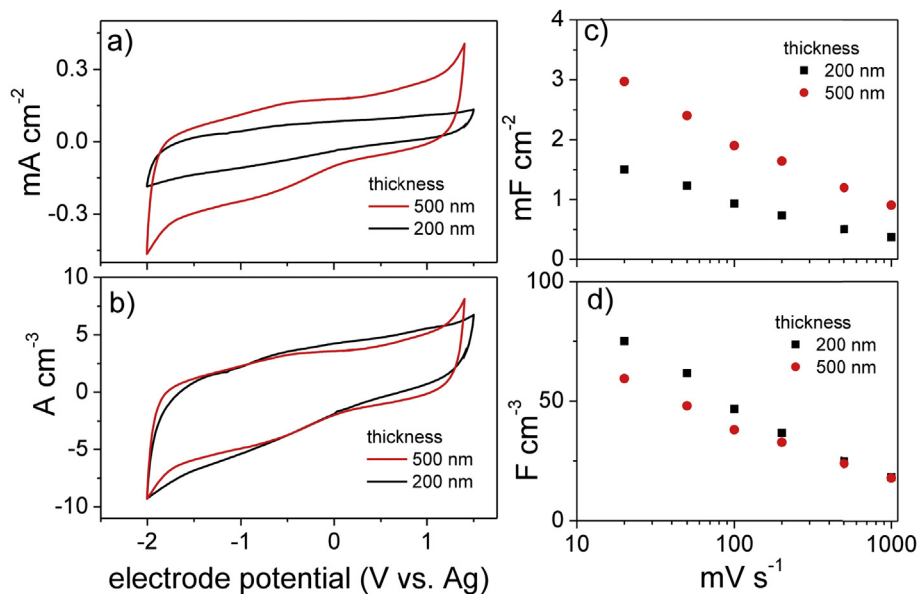 a)
mA cm-2
0.3
0.0
-0.3
thickness
500 nm
200 nm
b)
A cm-3
10
5
0
-5
-10
thickness
500 nm
200 nm
-2 -1 0 1
electrode potential (V vs. Ag)
c)
mF cm-2
4
3
2
1
0
thickness
200 nm
500 nm
d)
F cm-3
100
50
0
thickness
200 nm
500 nm
10 100 1000
mV s-1